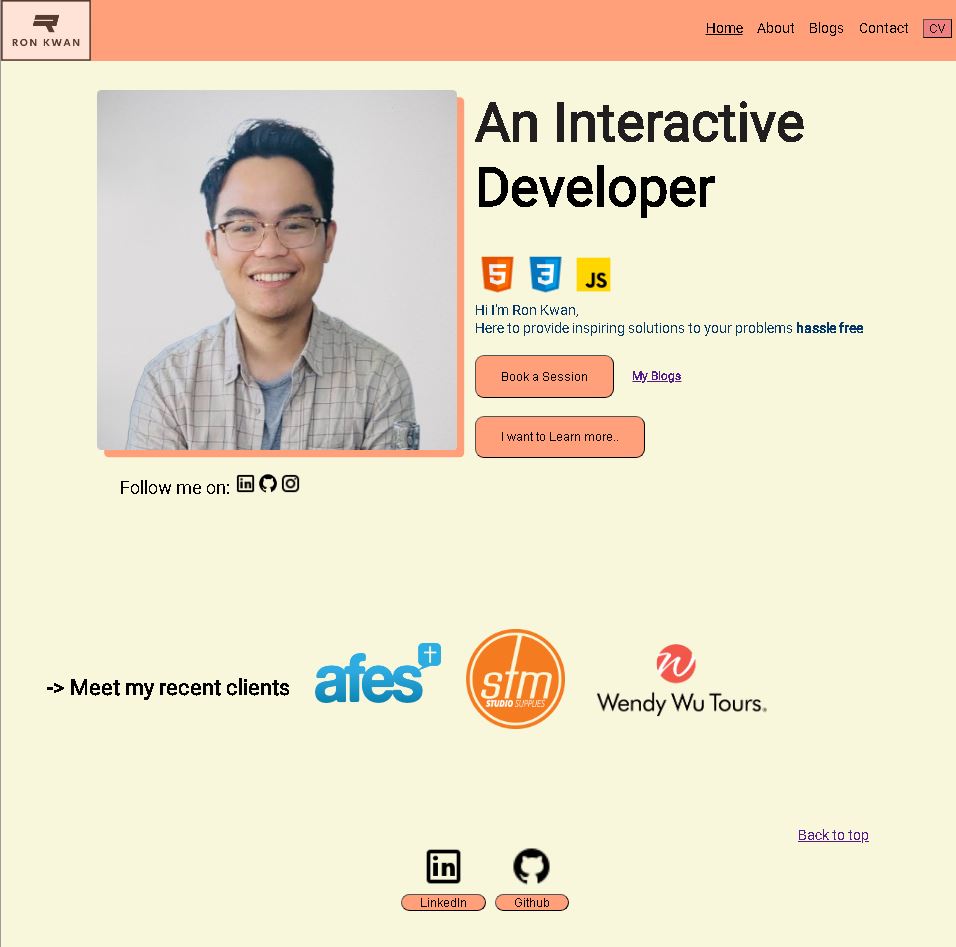 RON KWAN
Home About Blogs Contact CV
An Interactive
Developer
5 3 JS
Hi I'm Ron Kwan,
Here to provide inspiring solutions to your problems hassle free
Book a Session My Blogs
I want to Learn more..
Follow me on: in
-> Meet my recent clients
afes
stm
STUDIO SUPPLIES
w
Wendy Wu Tours.
Back to top
in
LinkedIn Github